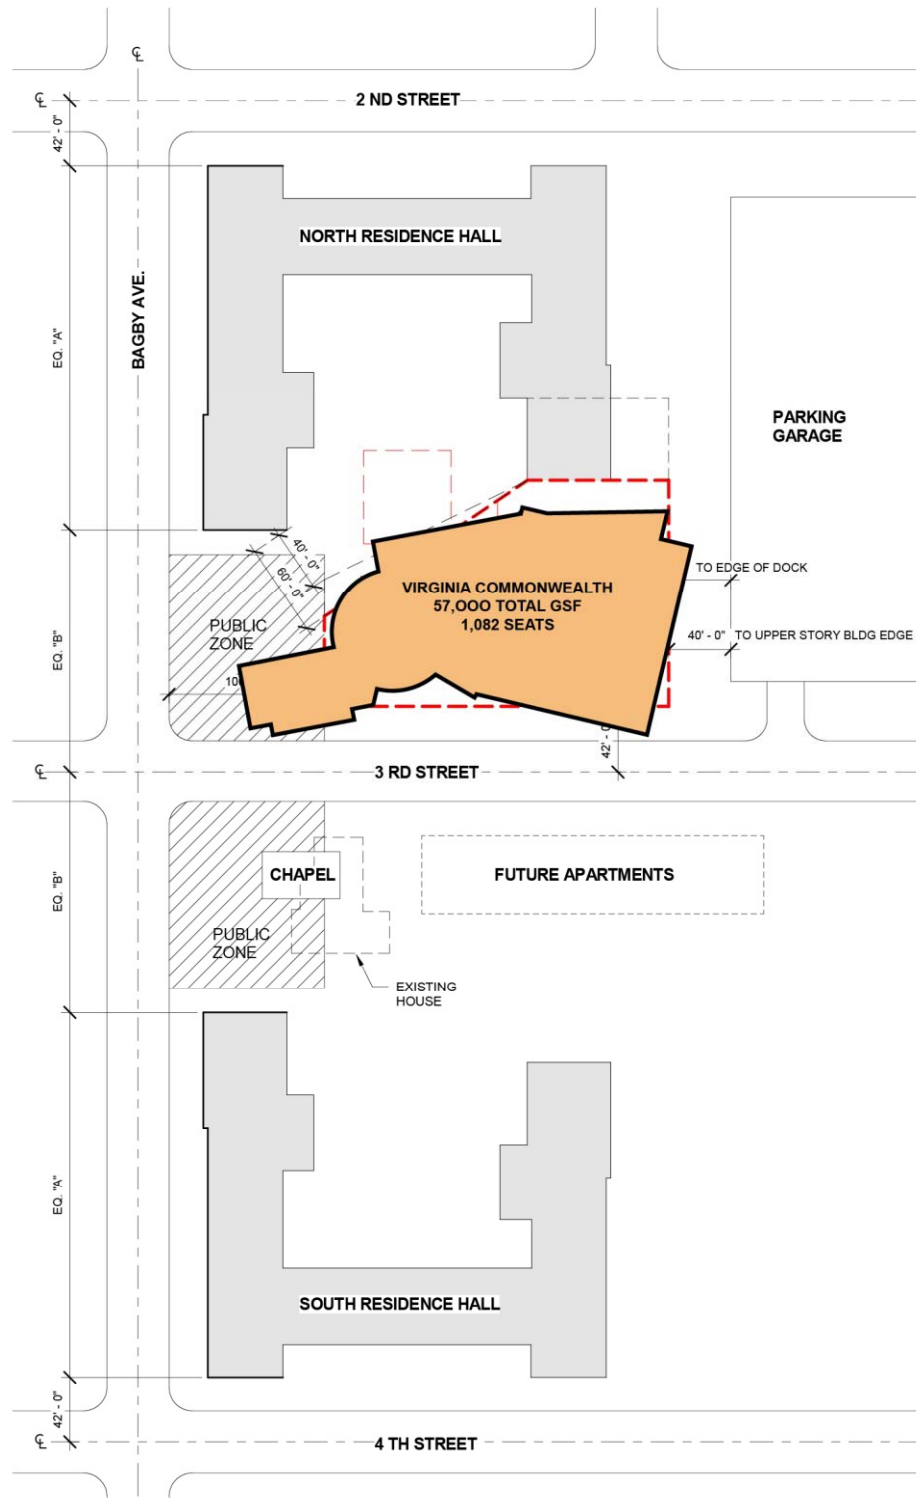 ℄
℄
2 ND STREET
42' - 0"
NORTH RESIDENCE HALL
BAGBY AVE.
EQ. "A"
PARKING
GARAGE
40' - 0"
60' - 0"
TO EDGE OF DOCK
VIRGINIA COMMONWEALTH
57,OOO TOTAL GSF
1,082 SEATS
PUBLIC
ZONE
EQ. "B"
40' - 0" TO UPPER STORY BLDG EDGE
42' - 0
℄
3 RD STREET
CHAPEL
FUTURE APARTMENTS
EQ. "B"
PUBLIC
ZONE
EXISTING
HOUSE
EQ. "A"
SOUTH RESIDENCE HALL
42' - 0"
℄
4 TH STREET